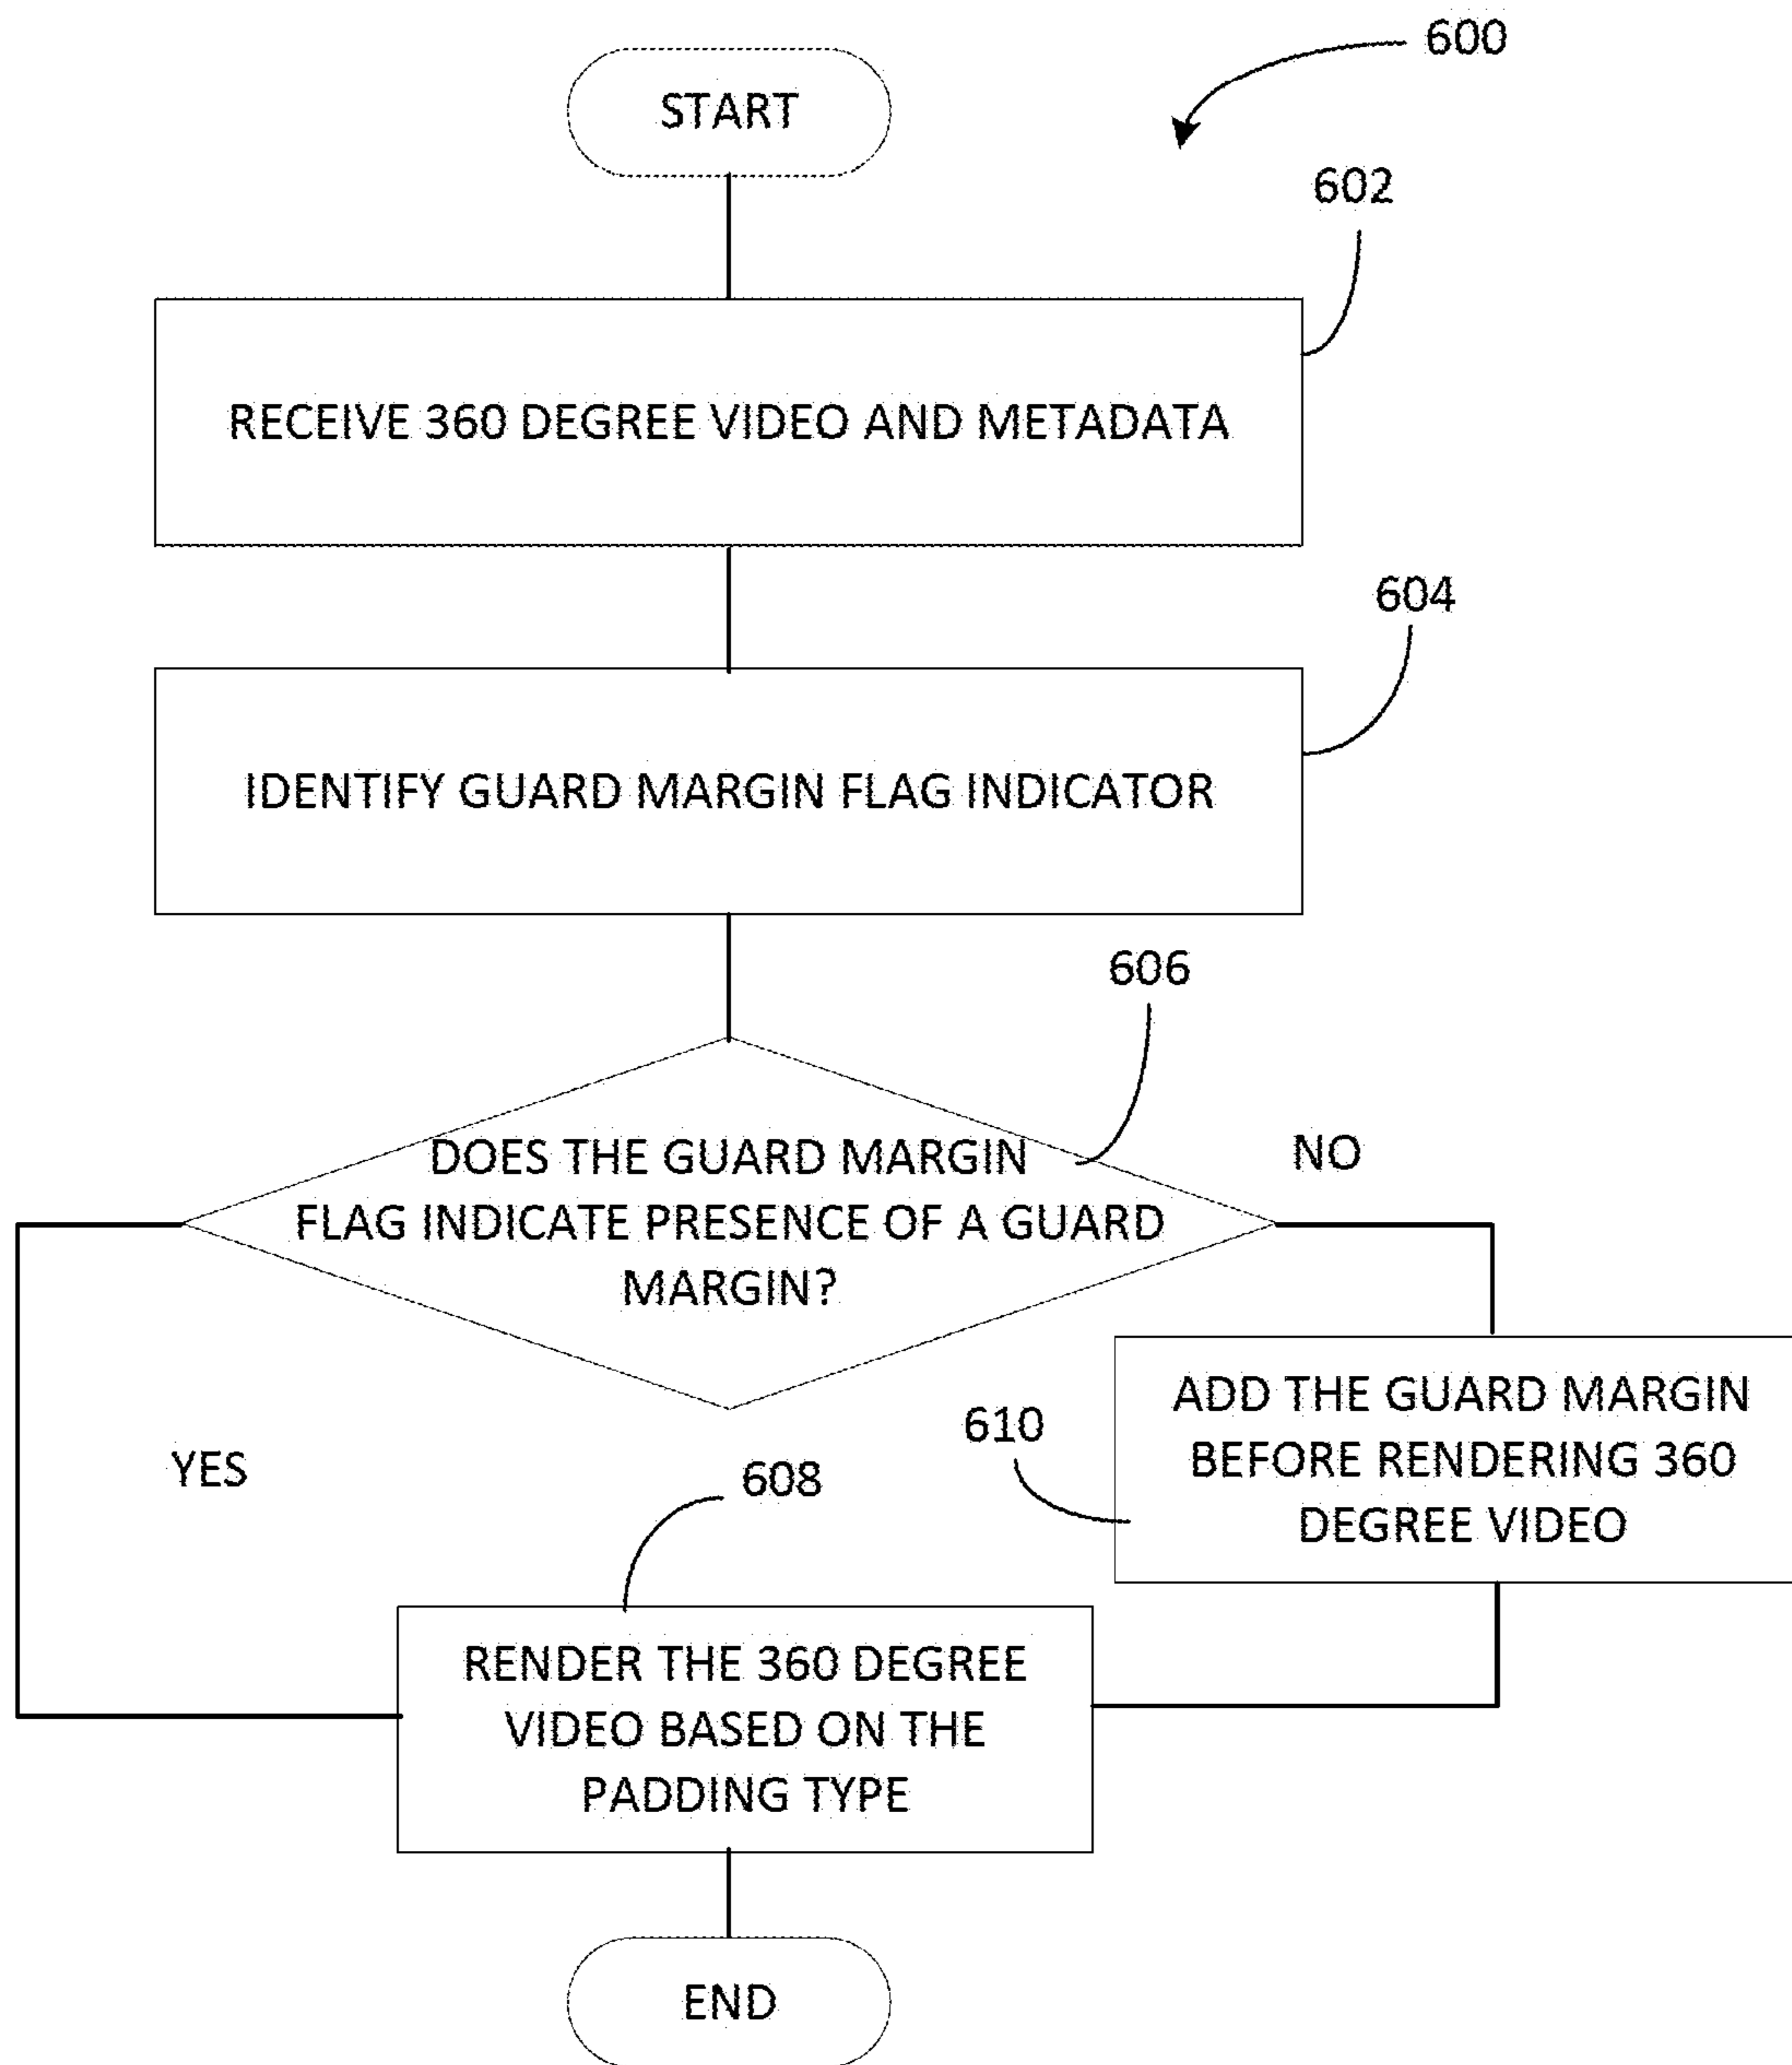 600
START
602
RECEIVE 360 DEGREE VIDEO AND METADATA
604
IDENTIFY GUARD MARGIN FLAG INDICATOR
606
DOES THE GUARD MARGIN
FLAG INDICATE PRESENCE OF A GUARD
MARGIN?
NO
YES
610
ADD THE GUARD MARGIN
BEFORE RENDERING 360
DEGREE VIDEO
608
RENDER THE 360 DEGREE
VIDEO BASED ON THE
PADDING TYPE
END